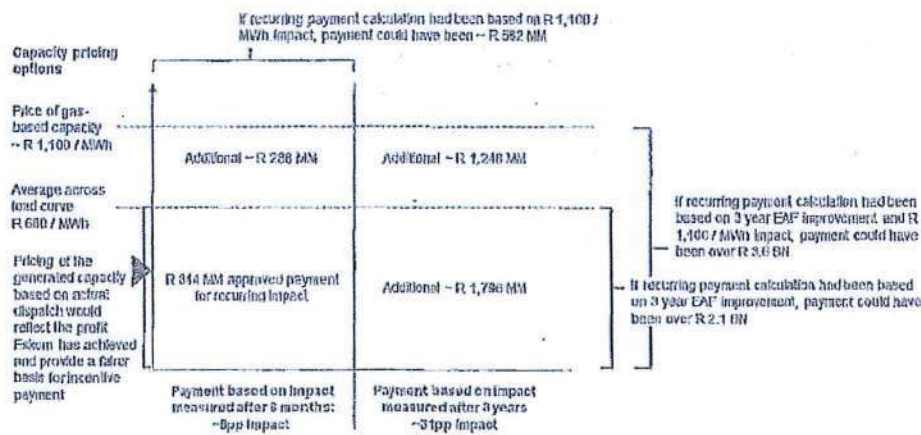 If recurring payment calculation had been based on R 1,100 /
MWh impact, payment could have been ~ R 582 MM
Capacity pricing
options
Price of gas-
based capacity
~ R 1,100 / MWh
Additional ~ R MM
Additional ~ R 1,248 MM
Average across
load curve
R / MWh
Pricing of the
generated capacity
based on actual
dispatch would
reflect the profit
Eskom has achieved
and provide a fairer
basis for incentive
payment
R 314 MM approved payment
for recurring impact
Additional ~ R 1,796 MM
If recurring payment calculation had been
based on 3 year EAF improvement and R
1,100 / MWh impact, payment could have
been over R 3.6 BN
If recurring payment calculation had been based
on 3 year EAF improvement, payment could have
been over R 2.1 BN
Payment based on impact
measured after months:
impact
Payment based on impact
measured after 3 years
~31pp impact